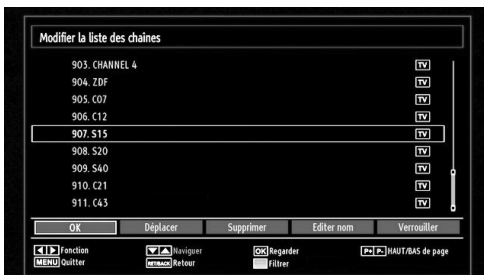 Modifier la liste des chaînes
903. CHANNEL 4 TV
904. ZDF TV
905. C07 TV
906. C12 TV
907. S15 TV
908. S20 TV
909. S40 TV
910. C21 TV
911. C43 TV
OK Déplacer Supprimer Editer nom Verrouiller
Fonction Naviguer OK Regarder P+ P- HAUT/BAS de page
MENU Quitter RET/BACK Retour Filtrer